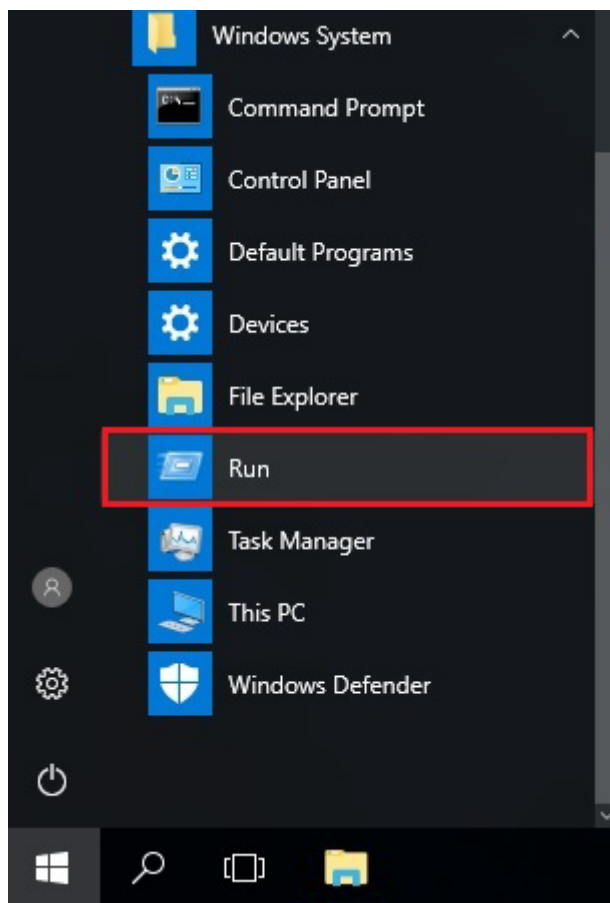 Windows System
Command Prompt
Control Panel
Default Programs
Devices
File Explorer
Run
Task Manager
This PC
Windows Defender